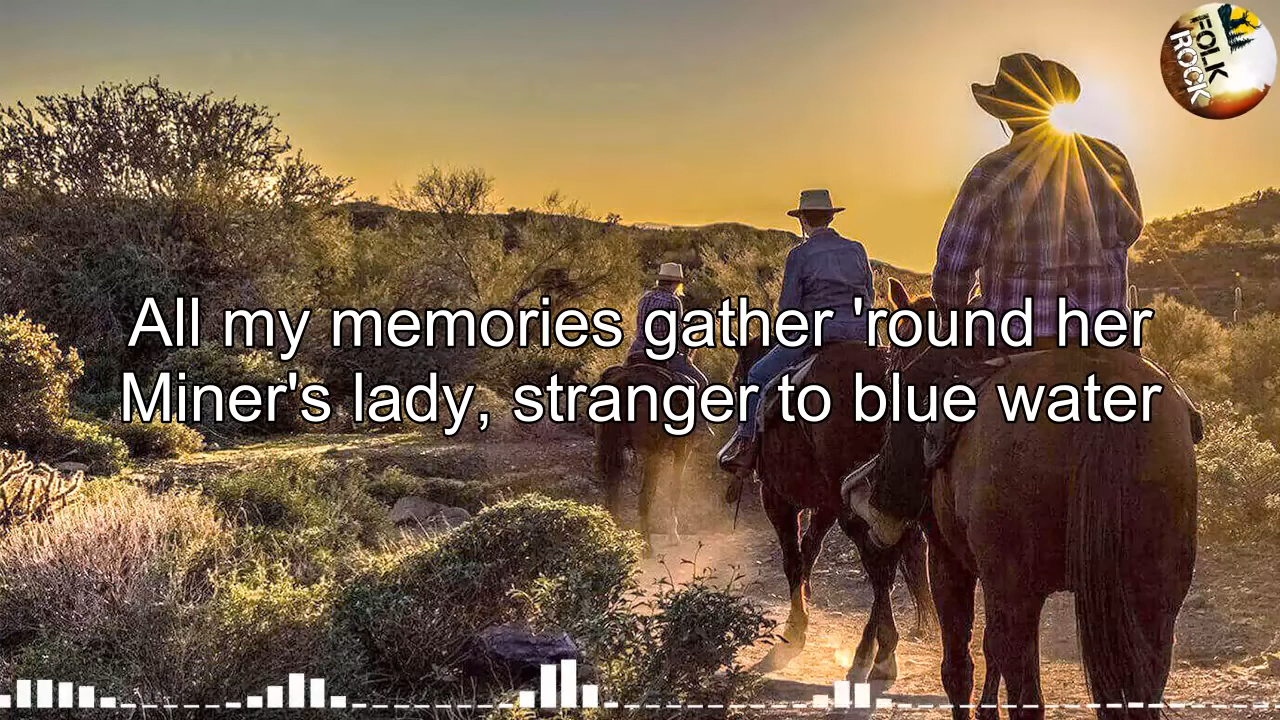 FOLK
ROCK
All my memories gather 'round her
Miner's lady, stranger to blue water